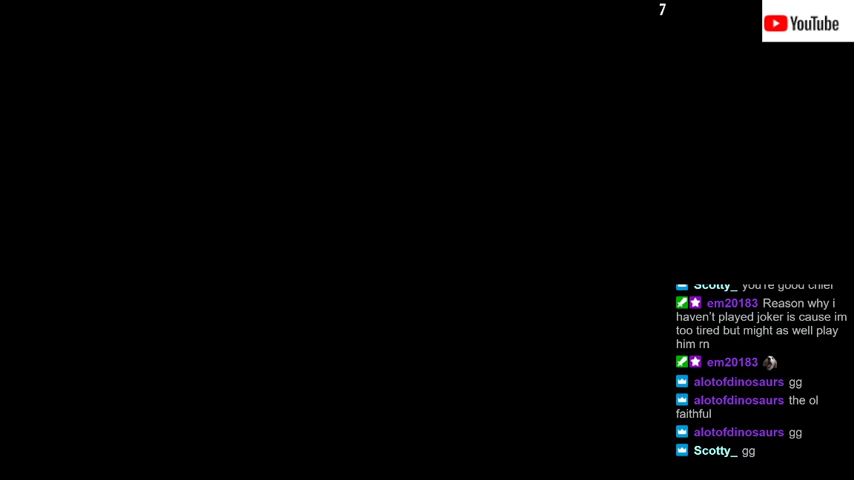 7
YouTube
Scotty_ you're good chief
em20183 Reason why i
haven't played joker is cause im
too tired but might as well play
him rn
em20183
alotofdinosaurs gg
alotofdinosaurs the ol
faithful
alotofdinosaurs gg
Scotty_ gg